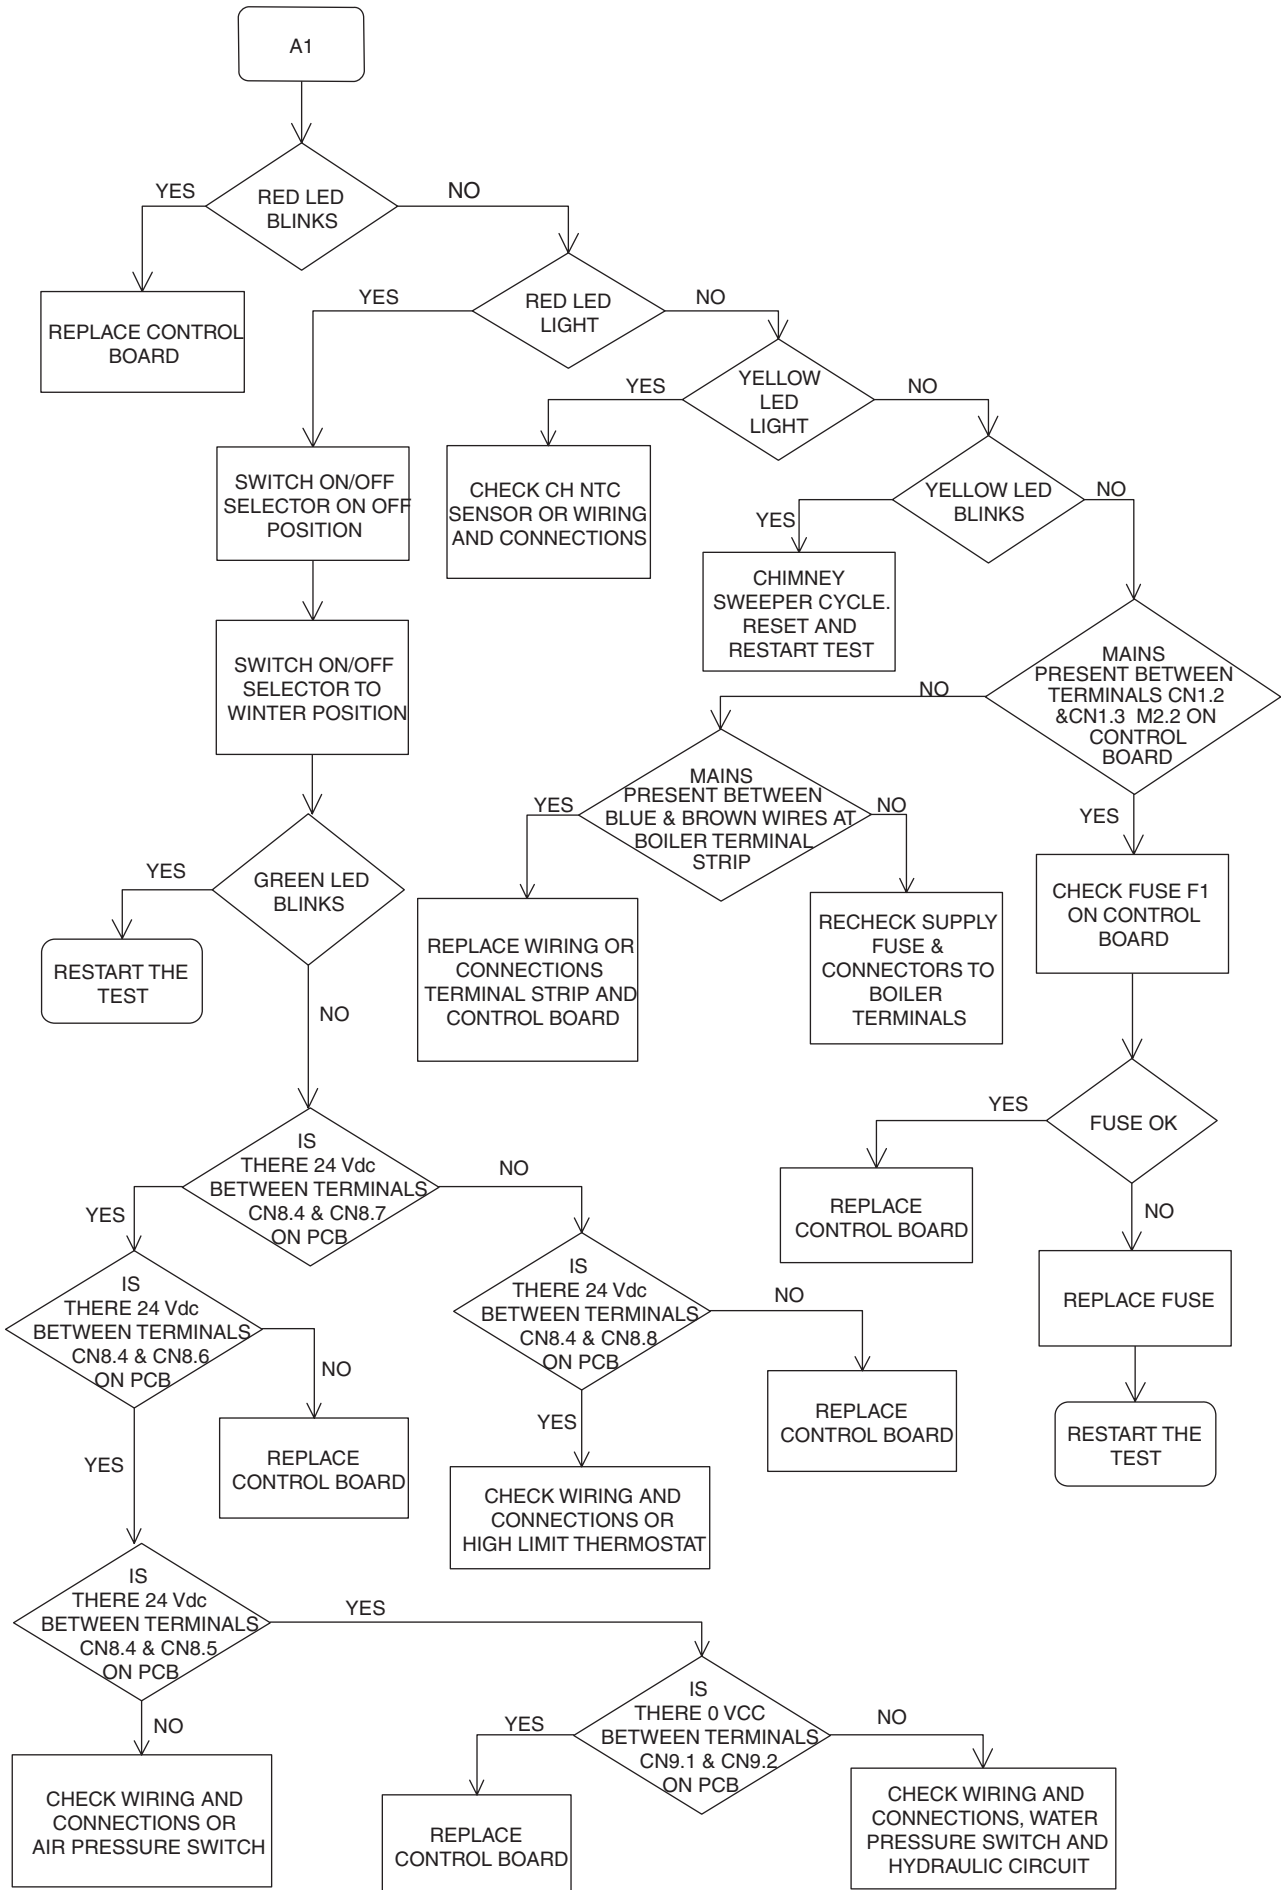 A1
YES
RED LED
BLINKS
NO
REPLACE CONTROL
BOARD
YES
RED LED
LIGHT
NO
YES
YELLOW
LED
LIGHT
NO
SWITCH ON/OFF
SELECTOR ON OFF
POSITION
CHECK CH NTC
SENSOR OR WIRING
AND CONNECTIONS
YES
YELLOW LED
BLINKS
NO
CHIMNEY
SWEEPER CYCLE.
RESET AND
RESTART TEST
SWITCH ON/OFF
SELECTOR TO
WINTER POSITION
NO
MAINS
PRESENT BETWEEN
TERMINALS CN1.2
&CN1.3 M2.2 ON
CONTROL
BOARD
YES
MAINS
PRESENT BETWEEN
BLUE & BROWN WIRES AT
BOILER TERMINAL
STRIP
NO
YES
YES
GREEN LED
BLINKS
CHECK FUSE F1
ON CONTROL
BOARD
RESTART THE
TEST
NO
REPLACE WIRING OR
CONNECTIONS
TERMINAL STRIP AND
CONTROL BOARD
RECHECK SUPPLY
FUSE &
CONNECTORS TO
BOILER
TERMINALS
YES
FUSE OK
NO
REPLACE
CONTROL BOARD
REPLACE FUSE
RESTART THE
TEST
IS
THERE 24 Vdc
BETWEEN TERMINALS
CN8.4 & CN8.7
ON PCB
NO
YES
IS
THERE 24 Vdc
BETWEEN TERMINALS
CN8.4 & CN8.6
ON PCB
NO
IS
THERE 24 Vdc
BETWEEN TERMINALS
CN8.4 & CN8.8
ON PCB
NO
YES
REPLACE
CONTROL BOARD
YES
REPLACE
CONTROL BOARD
CHECK WIRING AND
CONNECTIONS OR
HIGH LIMIT THERMOSTAT
IS
THERE 24 Vdc
BETWEEN TERMINALS
CN8.4 & CN8.5
ON PCB
YES
NO
YES
IS
THERE 0 VCC
BETWEEN TERMINALS
CN9.1 & CN9.2
ON PCB
NO
CHECK WIRING AND
CONNECTIONS OR
AIR PRESSURE SWITCH
REPLACE
CONTROL BOARD
CHECK WIRING AND
CONNECTIONS, WATER
PRESSURE SWITCH AND
HYDRAULIC CIRCUIT